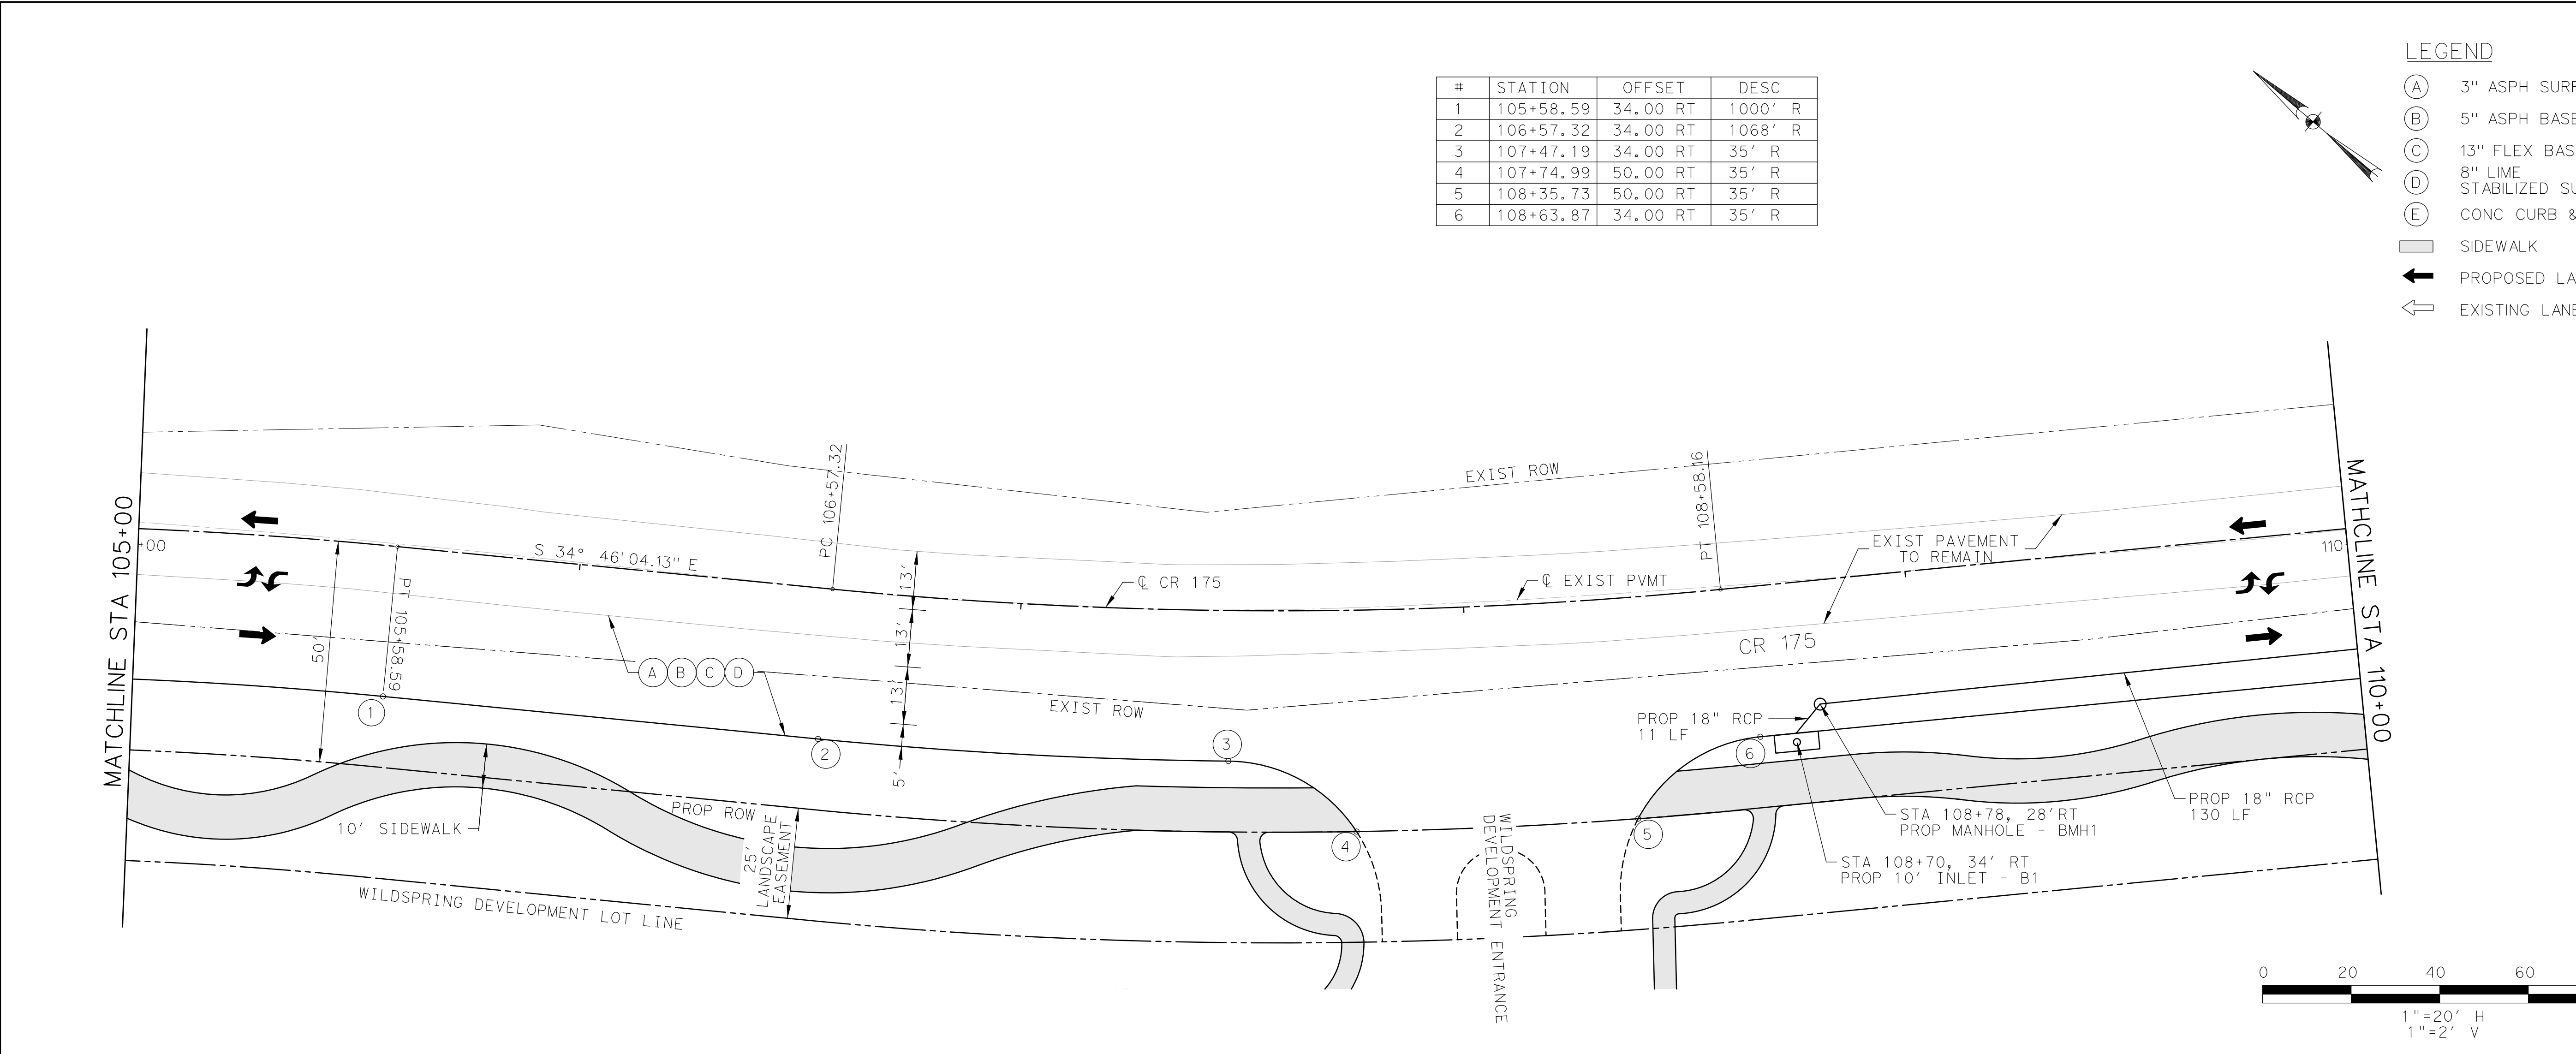 LEGEND
A 3" ASPH SURF
B 5" ASPH BASE
C 13" FLEX BAS
D 8" LIME
STABILIZED SU
E CONC CURB &
SIDEWALK
PROPOSED LA
EXISTING LANE
# STATION OFFSET DESC
1 105+58.59 34.00 RT 1000' R
2 106+57.32 34.00 RT 1068' R
3 107+47.19 34.00 RT 35' R
4 107+74.99 50.00 RT 35' R
5 108+35.73 50.00 RT 35' R
6 108+63.87 34.00 RT 35' R
MATCHLINE STA 105+00
+00
S 34° 46'04.13" E
PT 105+58.59
50'
PC 106+57.32
13'
13'
13'
5'
℄ CR 175
℄ EXIST PVMT
EXIST ROW
PT 108+58.16
EXIST PAVEMENT
TO REMAIN
110
MATHCLINE STA 110+00
CR 175
A B C D
EXIST ROW
1
2
3
4
5
6
PROP 18" RCP
11 LF
10' SIDEWALK
PROP ROW
25'
LANDSCAPE
EASEMENT
WILDSPRING DEVELOPMENT LOT LINE
WILDSPRING
DEVELOPMENT ENTRANCE
STA 108+78, 28'RT
PROP MANHOLE - BMH1
STA 108+70, 34' RT
PROP 10' INLET - B1
PROP 18" RCP
130 LF
0 20 40 60
1"=20' H
1"=2' V